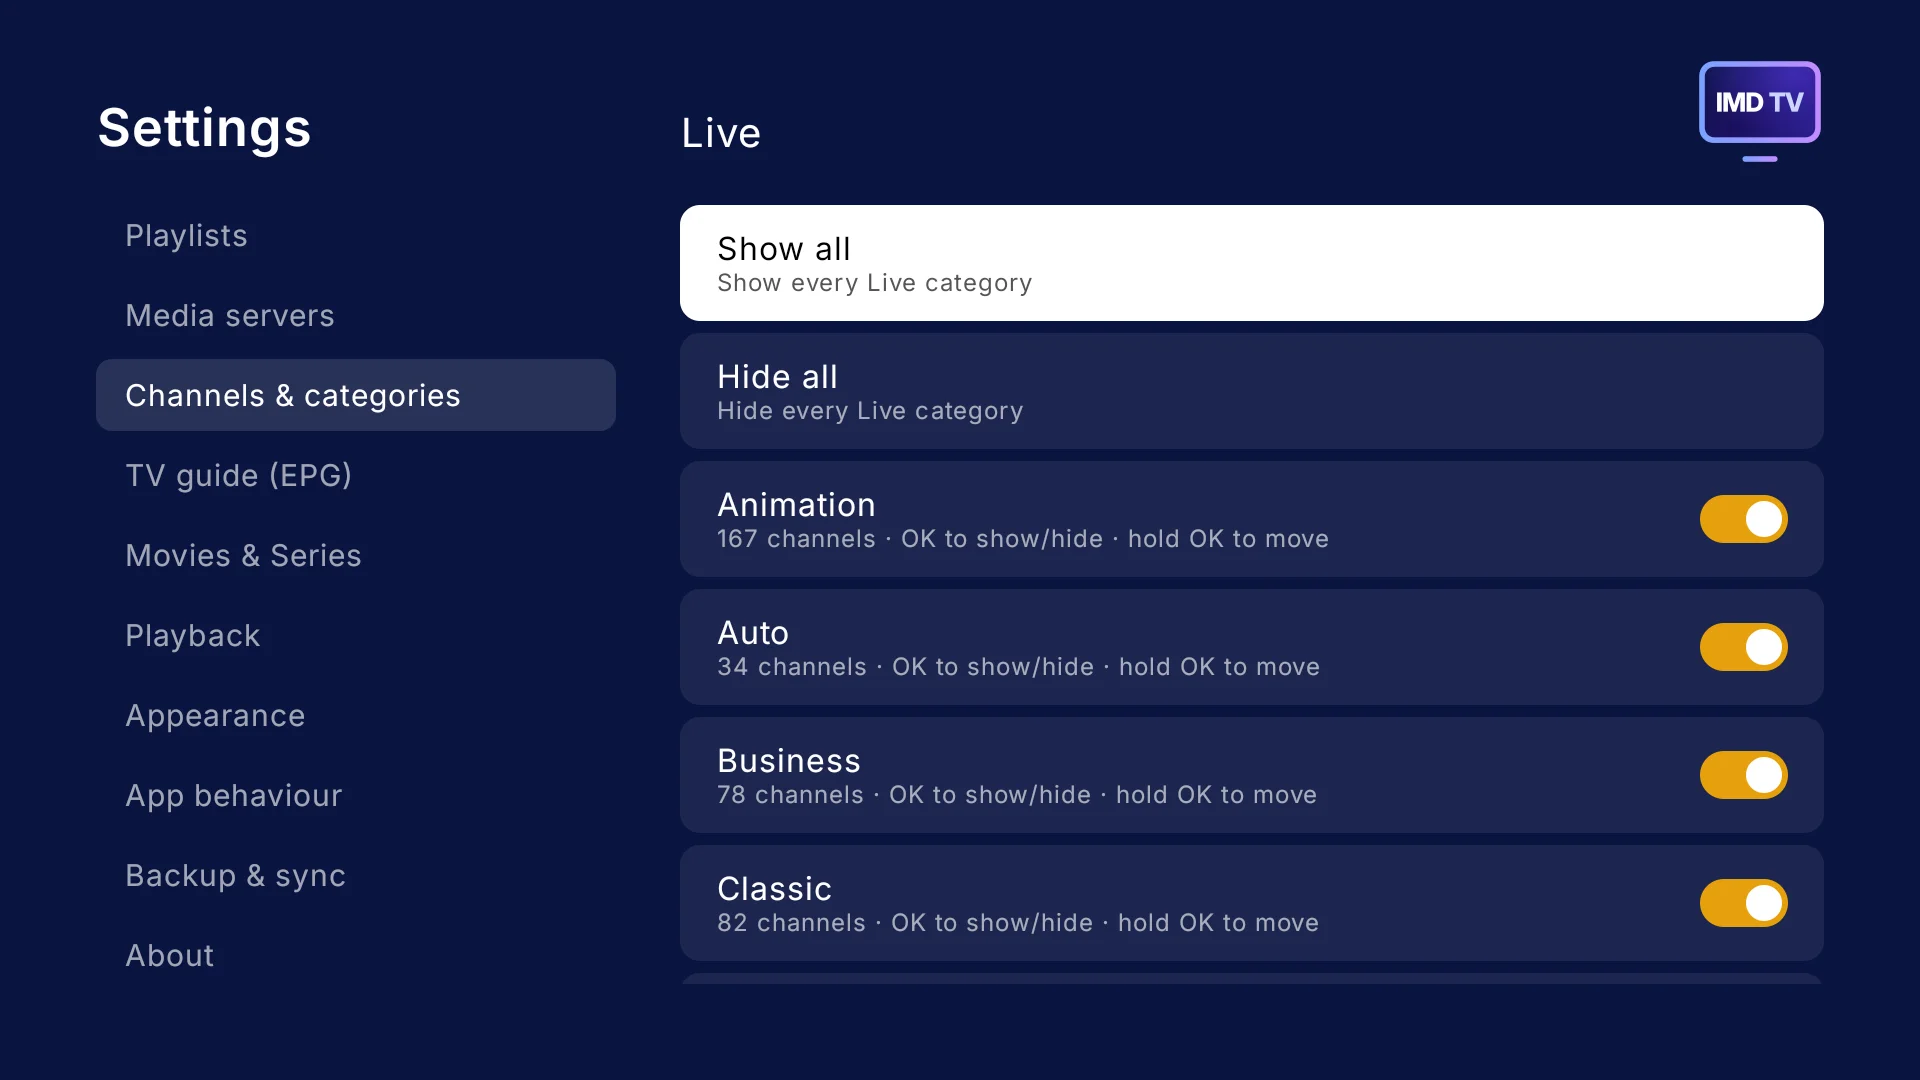 Settings
Playlists
Media servers
Channels & categories
TV guide (EPG)
Movies & Series
Playback
Appearance
App behaviour
Backup & sync
About
Live
IMD TV
Show all
Show every Live category
Hide all
Hide every Live category
Animation
167 channels · OK to show/hide · hold OK to move
Auto
34 channels · OK to show/hide · hold OK to move
Business
78 channels · OK to show/hide · hold OK to move
Classic
82 channels · OK to show/hide · hold OK to move